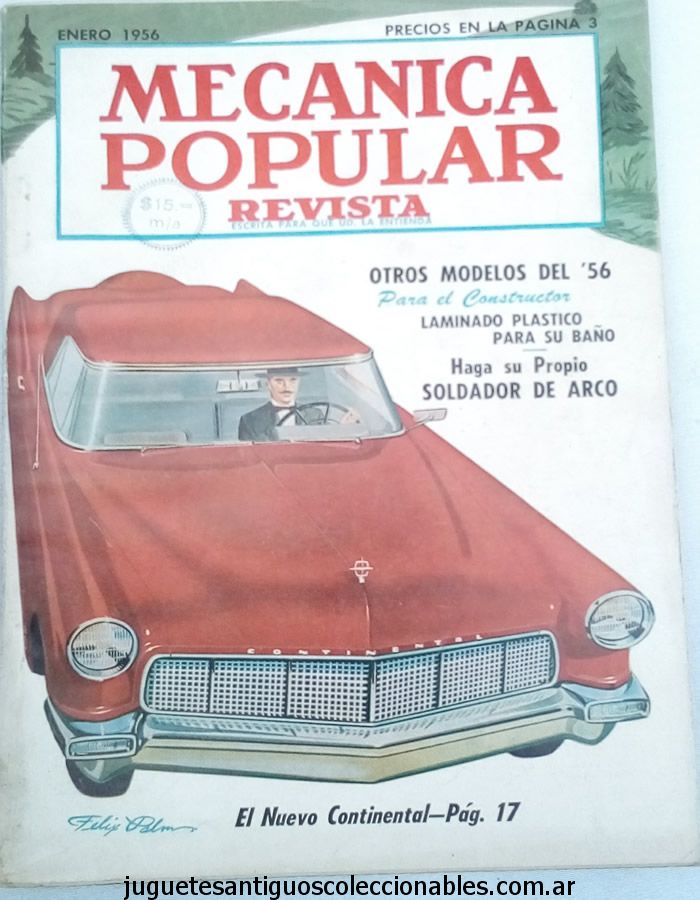 ENERO 1956
PRECIOS EN LA PAGINA 3
MECANICA
POPULAR
REVISTA
ESCRITA PARA QUE UD. LA ENTIENDA
$15.=
OTROS MODELOS DEL '56
Para el Constructor
LAMINADO PLASTICO
PARA SU BAÑO
Haga su Propio
SOLDADOR DE ARCO
CONTINENTAL
El Nuevo Continental—Pág. 17
Felix Palm
juguetesantiguoscoleccionables.com.ar